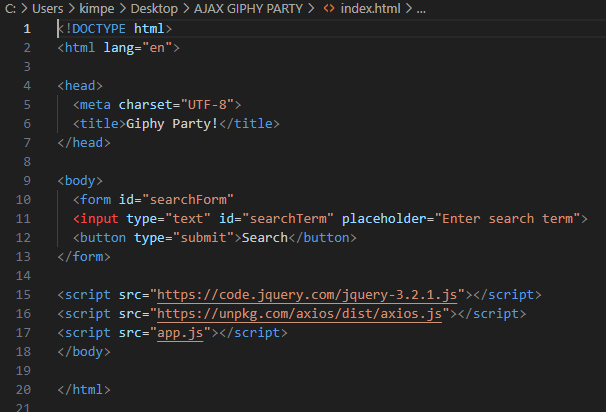 C: > Users > kimpe > Desktop > AJAX GIPHY PARTY > <> index.html > ...
1 <!DOCTYPE html>
2 <html lang="en">
3
4 <head>
5   <meta charset="UTF-8">
6   <title>Giphy Party!</title>
7 </head>
8
9 <body>
10   <form id="searchForm"
11   <input type="text" id="searchTerm" placeholder="Enter search term">
12   <button type="submit">Search</button>
13 </form>
14
15 <script src="https://code.jquery.com/jquery-3.2.1.js"></script>
16 <script src="https://unpkg.com/axios/dist/axios.js"></script>
17 <script src="app.js"></script>
18 </body>
19
20 </html>
21